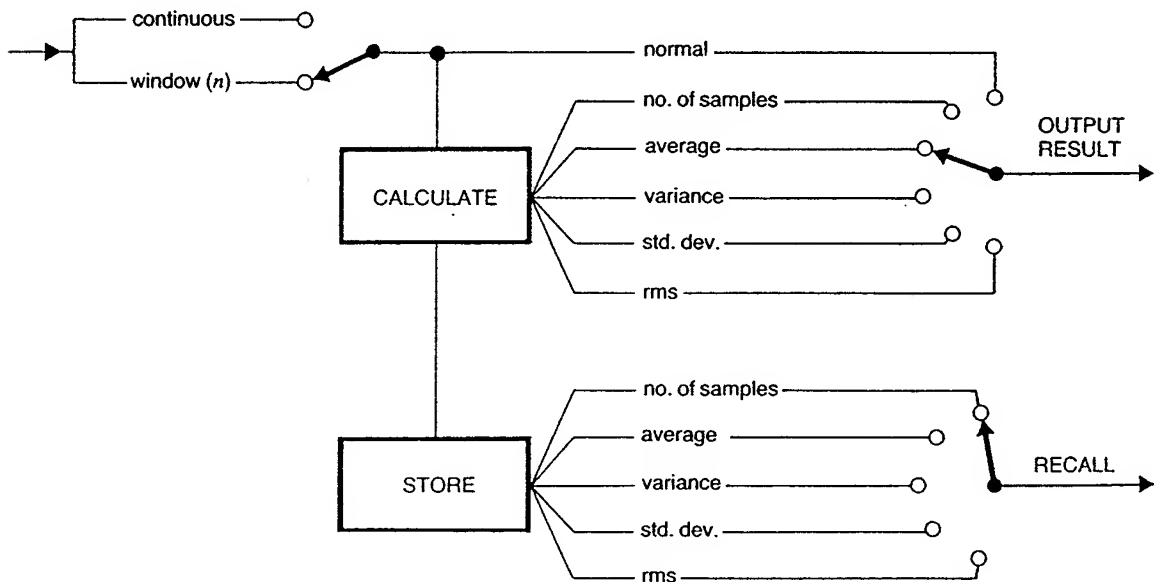 continuous
window (n)
normal
no. of samples
average
variance
std. dev.
rms
CALCULATE
OUTPUT
RESULT
no. of samples
average
variance
std. dev.
rms
STORE
RECALL